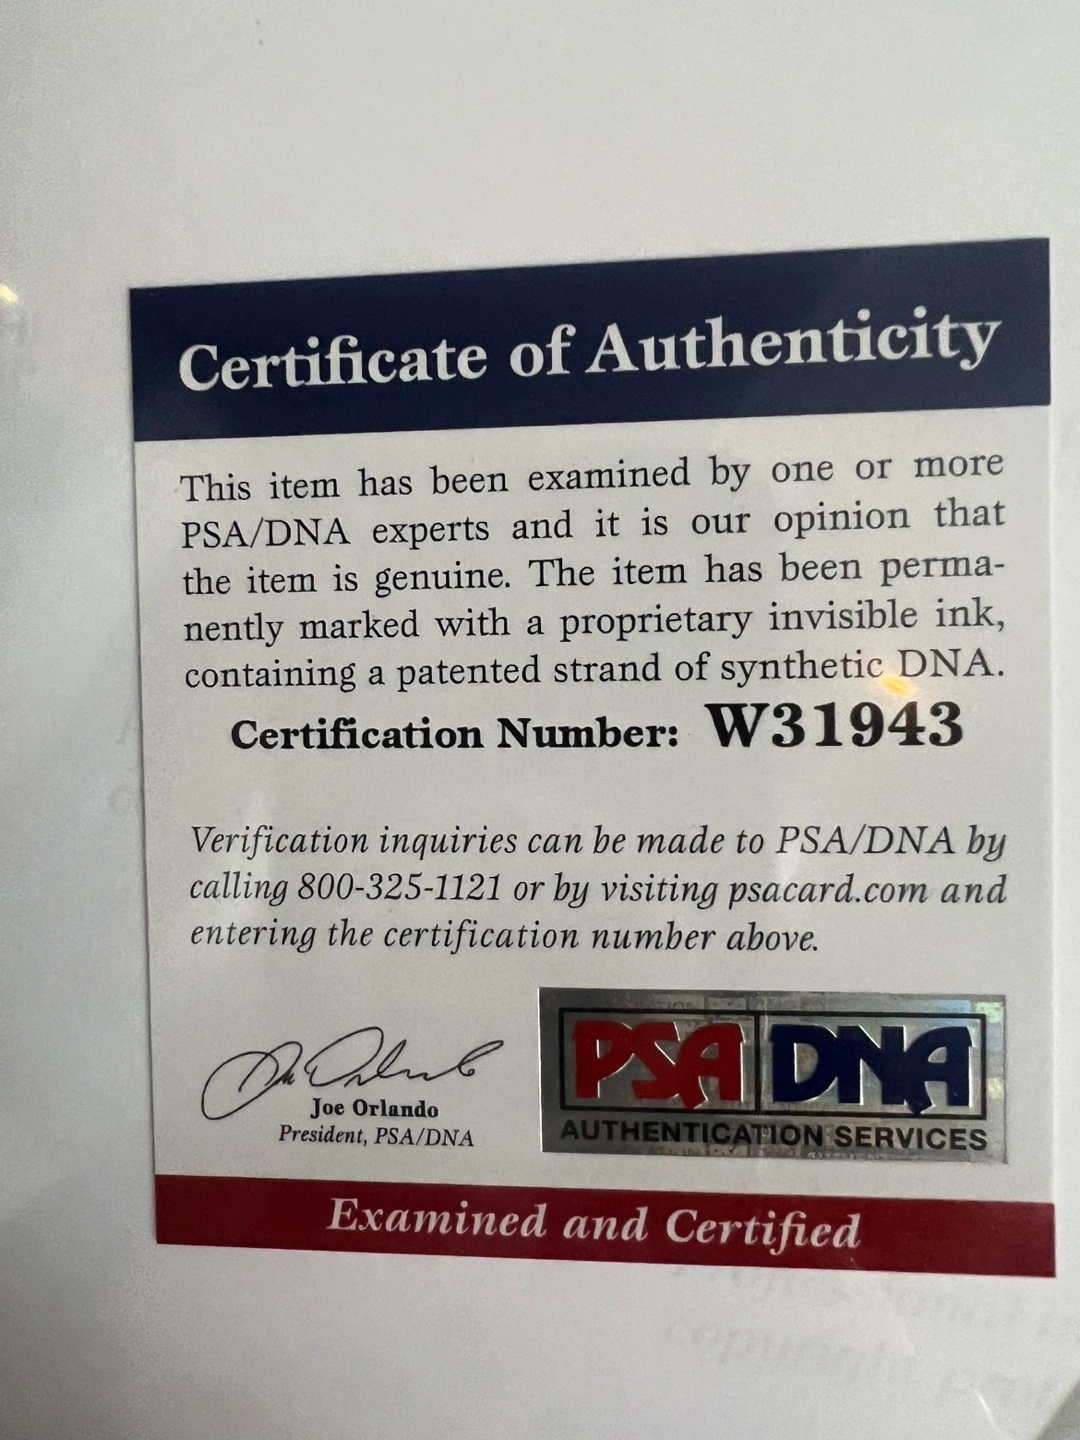 Certificate of Authenticity
This item has been examined by one or more
PSA/DNA experts and it is our opinion that
the item is genuine. The item has been perma-
nently marked with a proprietary invisible ink,
containing a patented strand of synthetic DNA.
Certification Number: W31943
Verification inquiries can be made to PSA/DNA by
calling 800-325-1121 or by visiting psacard.com and
entering the certification number above.
Joe Orlando
President, PSA/DNA
PSA DNA
AUTHENTICATION SERVICES
Examined and Certified